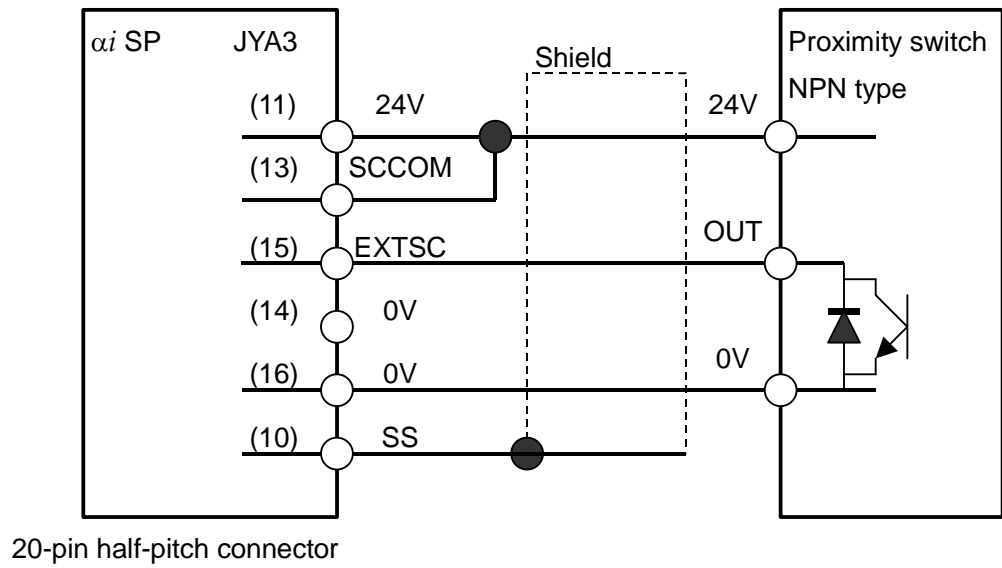 αi SP JYA3
Shield
Proximity switch
NPN type
(11) 24V 24V
(13) SCCOM
OUT
(15) EXTSC
(14) 0V
0V
(16) 0V
(10) SS
20-pin half-pitch connector